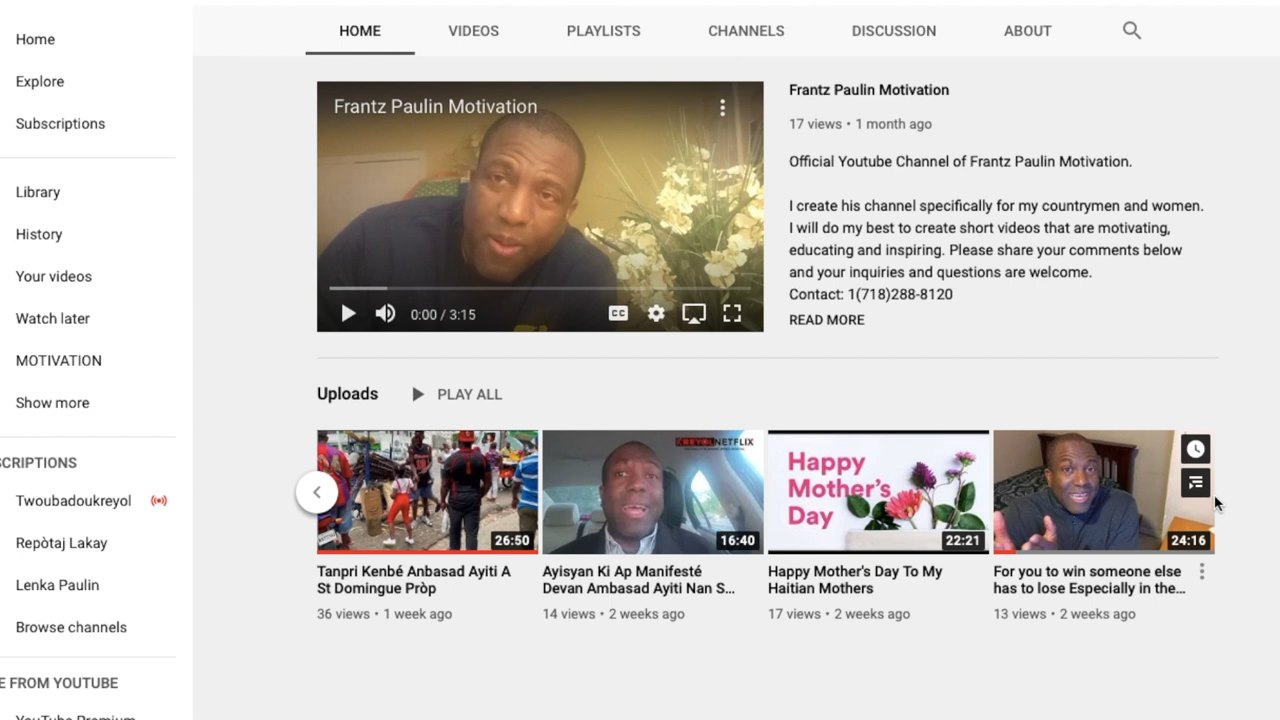 Home
Explore
Subscriptions
Library
History
Your videos
Watch later
MOTIVATION
Show more
SCRIPTIONS
Twoubadoukreyol
Repòtaj Lakay
Lenka Paulin
Browse channels
E FROM YOUTUBE
YouTube Premium
HOME VIDEOS PLAYLISTS CHANNELS DISCUSSION ABOUT
Frantz Paulin Motivation
0:00 / 3:15
CC
Frantz Paulin Motivation
17 views • 1 month ago
Official Youtube Channel of Frantz Paulin Motivation.
I create his channel specifically for my countrymen and women.
I will do my best to create short videos that are motivating,
educating and inspiring. Please share your comments below
and your inquiries and questions are welcome.
Contact: 1(718)288-8120
READ MORE
Uploads PLAY ALL
26:50
Tanpri Kenbé Anbasad Ayiti A
St Domingue Pròp
36 views • 1 week ago
KREYOLNETFLIX
16:40
Ayisyan Ki Ap Manifesté
Devan Ambasad Ayiti Nan S...
14 views • 2 weeks ago
Happy
Mother's
Day
22:21
Happy Mother's Day To My
Haitian Mothers
17 views • 2 weeks ago
24:16
For you to win someone else
has to lose Especially in the...
13 views • 2 weeks ago